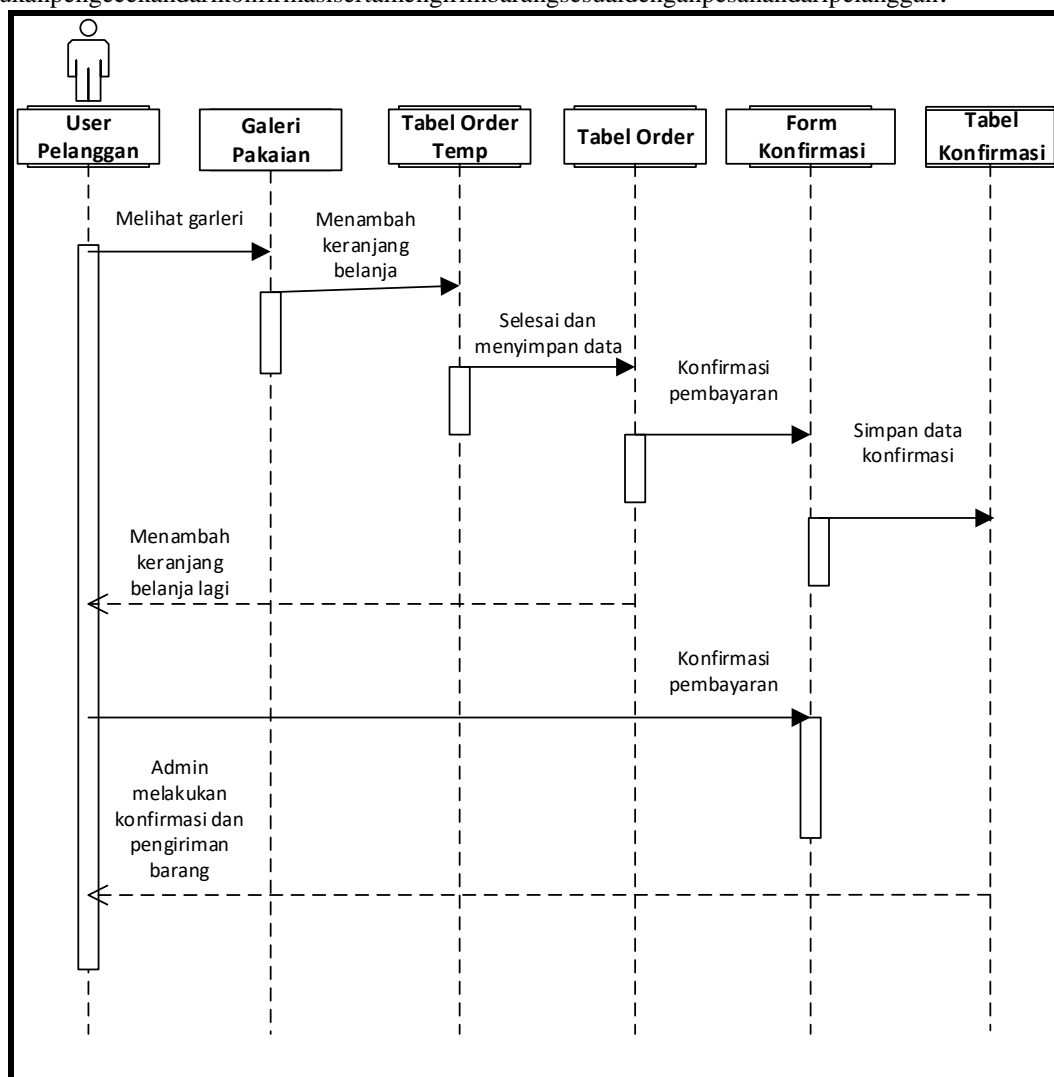 ukanpengecekandarikonfirmasisertamengirimbarangsesuaidenganpesanandaripelanggan.
User
Pelanggan
Galeri
Pakaian
Tabel Order
Temp
Tabel Order
Form
Konfirmasi
Tabel
Konfirmasi
Melihat garleri
Menambah
keranjang
belanja
Selesai dan
menyimpan data
Konfirmasi
pembayaran
Simpan data
konfirmasi
Menambah
keranjang
belanja lagi
Konfirmasi
pembayaran
Admin
melakukan
konfirmasi dan
pengiriman
barang